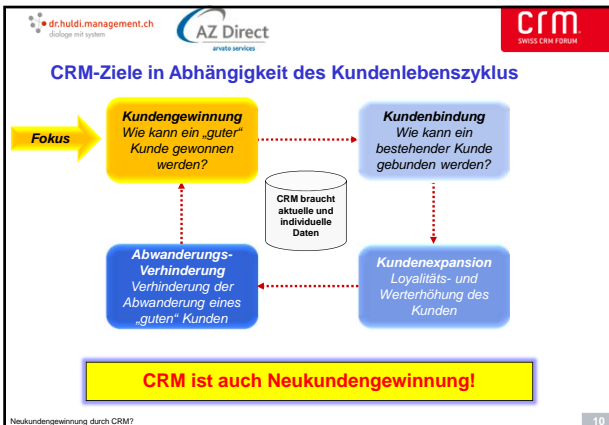 dr.huldi.management.ch
dialoge mit system
AZ Direct
arvato services
crm
SWISS CRM FORUM
CRM-Ziele in Abhängigkeit des Kundenlebenszyklus
Fokus
Kundengewinnung
Wie kann ein „guter“
Kunde gewonnen
werden?
Kundenbindung
Wie kann ein
bestehender Kunde
gebunden werden?
CRM braucht
aktuelle und
individuelle
Daten
Abwanderungs-
Verhinderung
Verhinderung der
Abwanderung eines
„guten“ Kunden
Kundenexpansion
Loyalitäts- und
Werterhöhung des
Kunden
CRM ist auch Neukundengewinnung!
Neukundengewinnung durch CRM?
10